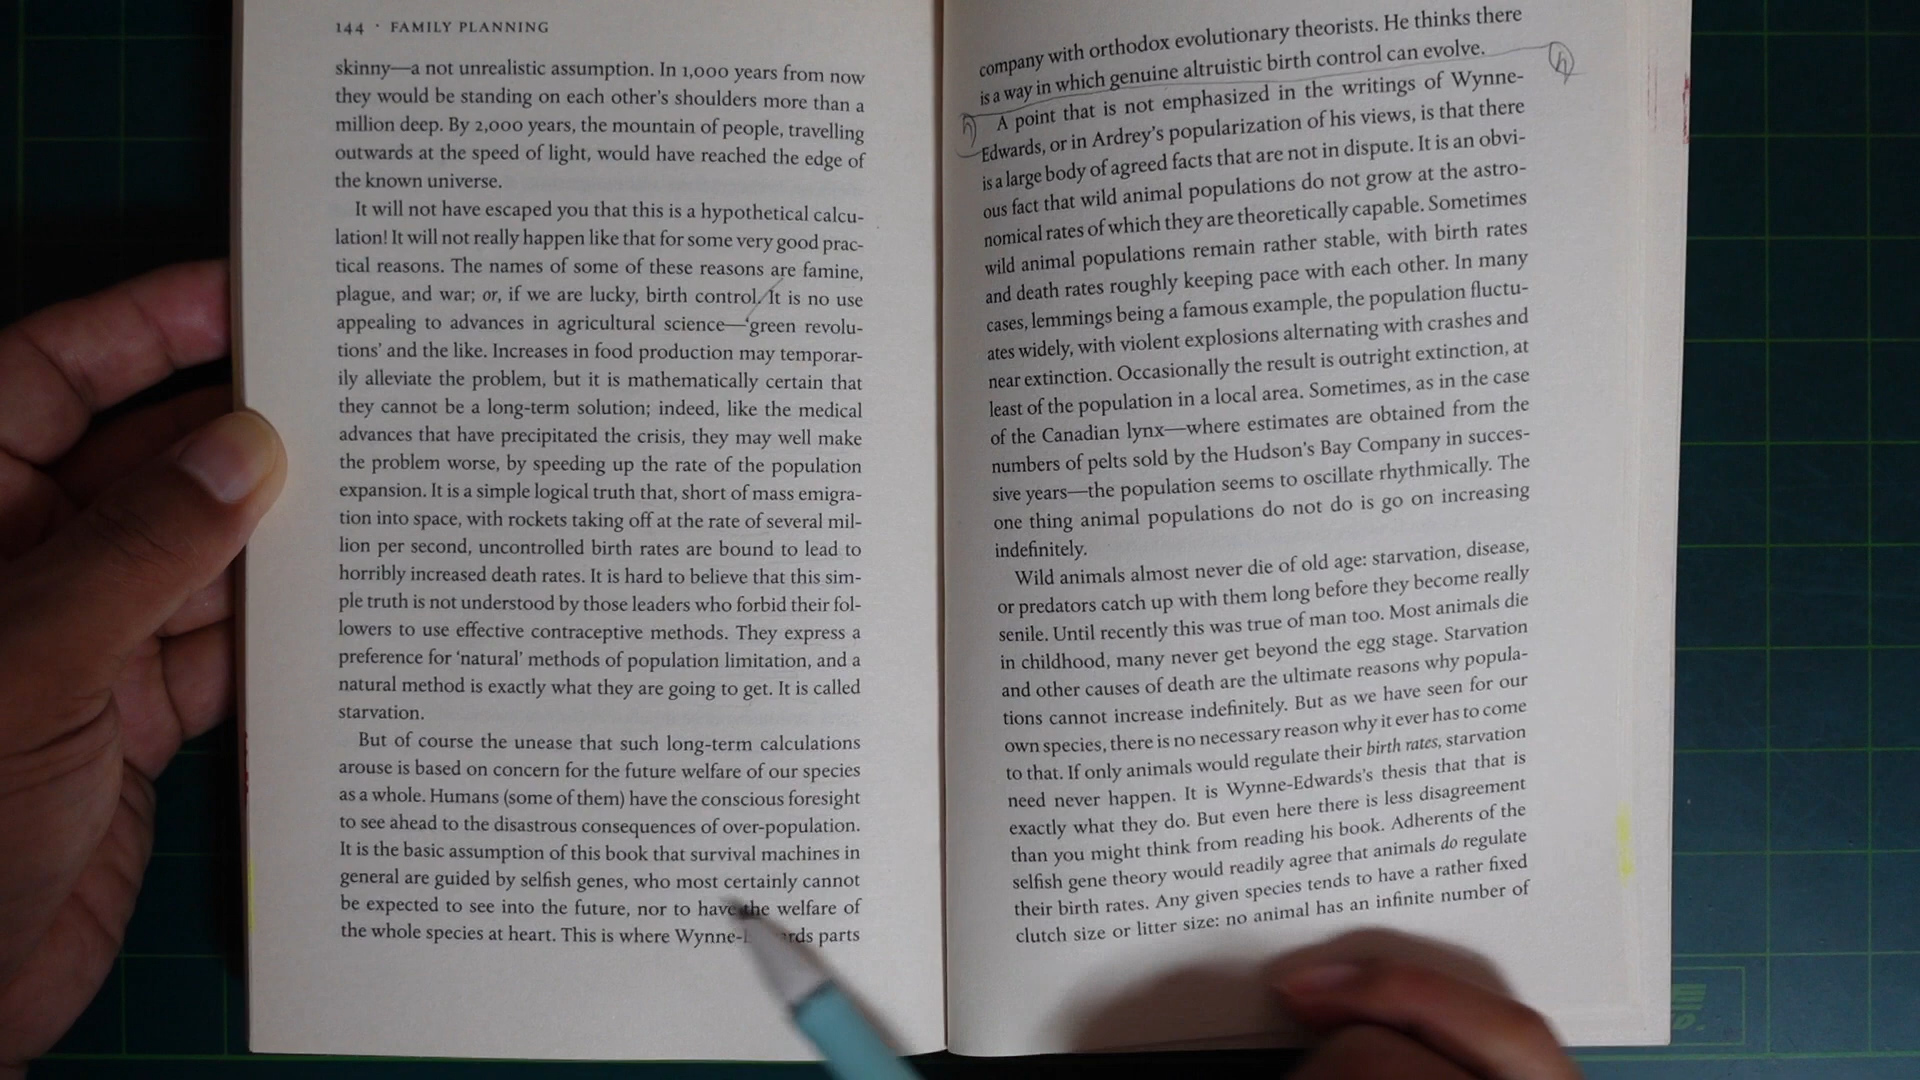 144 · FAMILY PLANNING
skinny—a not unrealistic assumption. In 1,000 years from now
they would be standing on each other's shoulders more than a
million deep. By 2,000 years, the mountain of people, travelling
outwards at the speed of light, would have reached the edge of
the known universe.
It will not have escaped you that this is a hypothetical calcu-
lation! It will not really happen like that for some very good prac-
tical reasons. The names of some of these reasons are famine,
plague, and war; or, if we are lucky, birth control. It is no use
appealing to advances in agricultural science—'green revolu-
tions' and the like. Increases in food production may temporar-
ily alleviate the problem, but it is mathematically certain that
they cannot be a long-term solution; indeed, like the medical
advances that have precipitated the crisis, they may well make
the problem worse, by speeding up the rate of the population
expansion. It is a simple logical truth that, short of mass emigra-
tion into space, with rockets taking off at the rate of several mil-
lion per second, uncontrolled birth rates are bound to lead to
horribly increased death rates. It is hard to believe that this sim-
ple truth is not understood by those leaders who forbid their fol-
lowers to use effective contraceptive methods. They express a
preference for 'natural' methods of population limitation, and a
natural method is exactly what they are going to get. It is called
starvation.
But of course the unease that such long-term calculations
arouse is based on concern for the future welfare of our species
as a whole. Humans (some of them) have the conscious foresight
to see ahead to the disastrous consequences of over-population.
It is the basic assumption of this book that survival machines in
general are guided by selfish genes, who most certainly cannot
be expected to see into the future, nor to have the welfare of
the whole species at heart. This is where parts
company with orthodox evolutionary theorists. He thinks there
is a way in which genuine altruistic birth control can evolve.
A point that is not emphasized in the writings of Wynne-
Edwards, or in Ardrey's popularization of his views, is that there
is a large body of agreed facts that are not in dispute. It is an obvi-
ous fact that wild animal populations do not grow at the astro-
nomical rates of which they are theoretically capable. Sometimes
wild animal populations remain rather stable, with birth rates
and death rates roughly keeping pace with each other. In many
cases, lemmings being a famous example, the population fluctu-
ates widely, with violent explosions alternating with crashes and
near extinction. Occasionally the result is outright extinction, at
least of the population in a local area. Sometimes, as in the case
of the Canadian lynx—where estimates are obtained from the
numbers of pelts sold by the Hudson's Bay Company in succes-
sive years—the population seems to oscillate rhythmically. The
one thing animal populations do not do is go on increasing
indefinitely.
Wild animals almost never die of old age: starvation, disease,
or predators catch up with them long before they become really
senile. Until recently this was true of man too. Most animals die
in childhood, many never get beyond the egg stage. Starvation
and other causes of death are the ultimate reasons why popula-
tions cannot increase indefinitely. But as we have seen for our
own species, there is no necessary reason why it ever has to come
to that. If only animals would regulate their birth rates, starvation
need never happen. It is Wynne-Edwards's thesis that that is
exactly what they do. But even here there is less disagreement
than you might think from reading his book. Adherents of the
selfish gene theory would readily agree that animals do regulate
their birth rates. Any given species tends to have a rather fixed
clutch size or litter size: no animal has an infinite number of